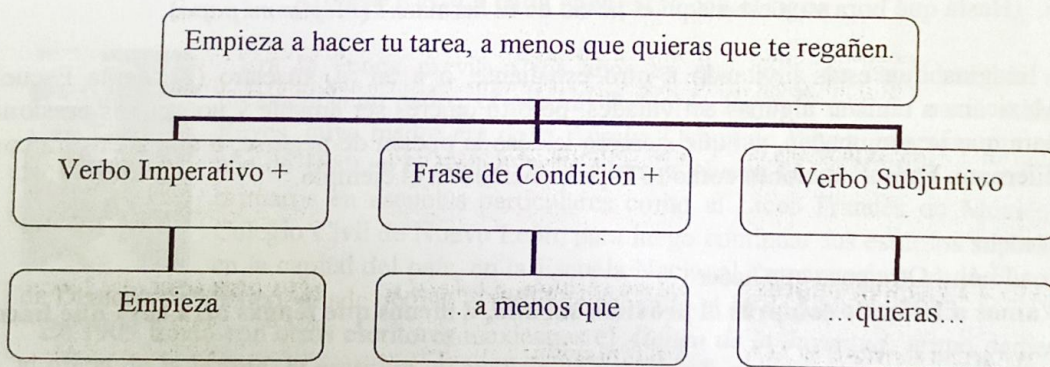 Empieza a hacer tu tarea, a menos que quieras que te regañen.
Verbo Imperativo +
Frase de Condición +
Verbo Subjuntivo
Empieza
…a menos que
…quieras…